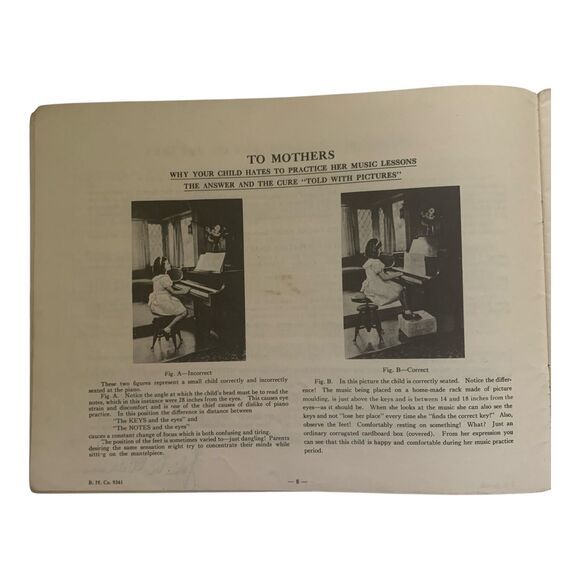 TO MOTHERS
WHY YOUR CHILD HATES TO PRACTICE HER MUSIC LESSONS
THE ANSWER AND THE CURE "TOLD WITH PICTURES"
Fig. A—Incorrect
These two figures represent a small child correctly and incorrectly
seated at the piano.
Fig. A. Notice the angle at which the child's head must be to read the
notes, which in this instance were 28 inches from the eyes. This causes eye
strain and discomfort and is one of the chief causes of dislike of piano
practice. In this position the difference in distance between
"The KEYS and the eyes" and
"The NOTES and the eyes"
causes a constant change of focus which is both confusing and tiring.
The position of the feet is sometimes varied to—just dangling! Parents
desiring the same sensation might try to concentrate their minds while
sitting on the mantelpiece.
Fig. B—Correct
Fig. B. In this picture the child is correctly seated. Notice the differ-
ence! The music being placed on a home-made rack made of picture
moulding, is just above the keys and is between 14 and 18 inches from the
eyes—as it should be. When she looks at the music she can also see the
keys and not "lose her place" every time she "finds the correct key!" Also,
observe the feet! Comfortably resting on something! What? Just an
ordinary corrugated cardboard box (covered). From her expression you
can see that this child is happy and comfortable during her music practice
period.
B. M. Co. 9361
— 8 —